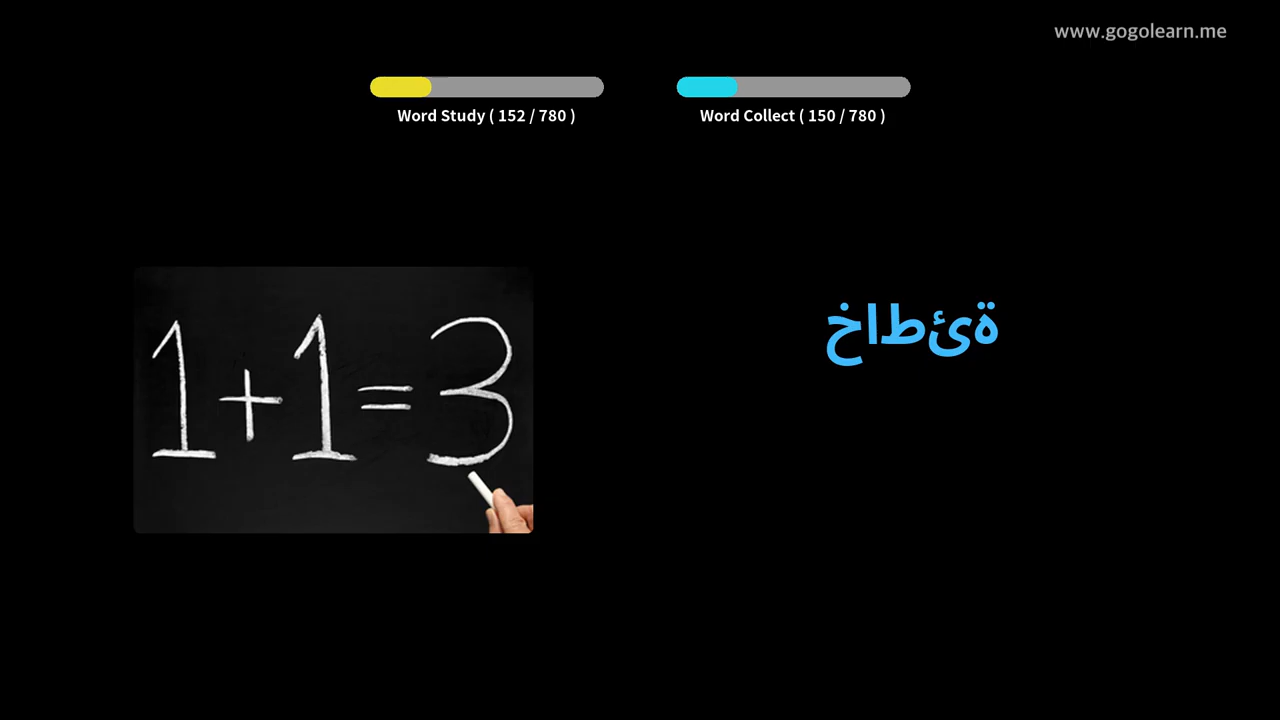 www.gogolearn.me
Word Study ( 152 / 780 )
Word Collect ( 150 / 780 )
1+1=3
خاطئة